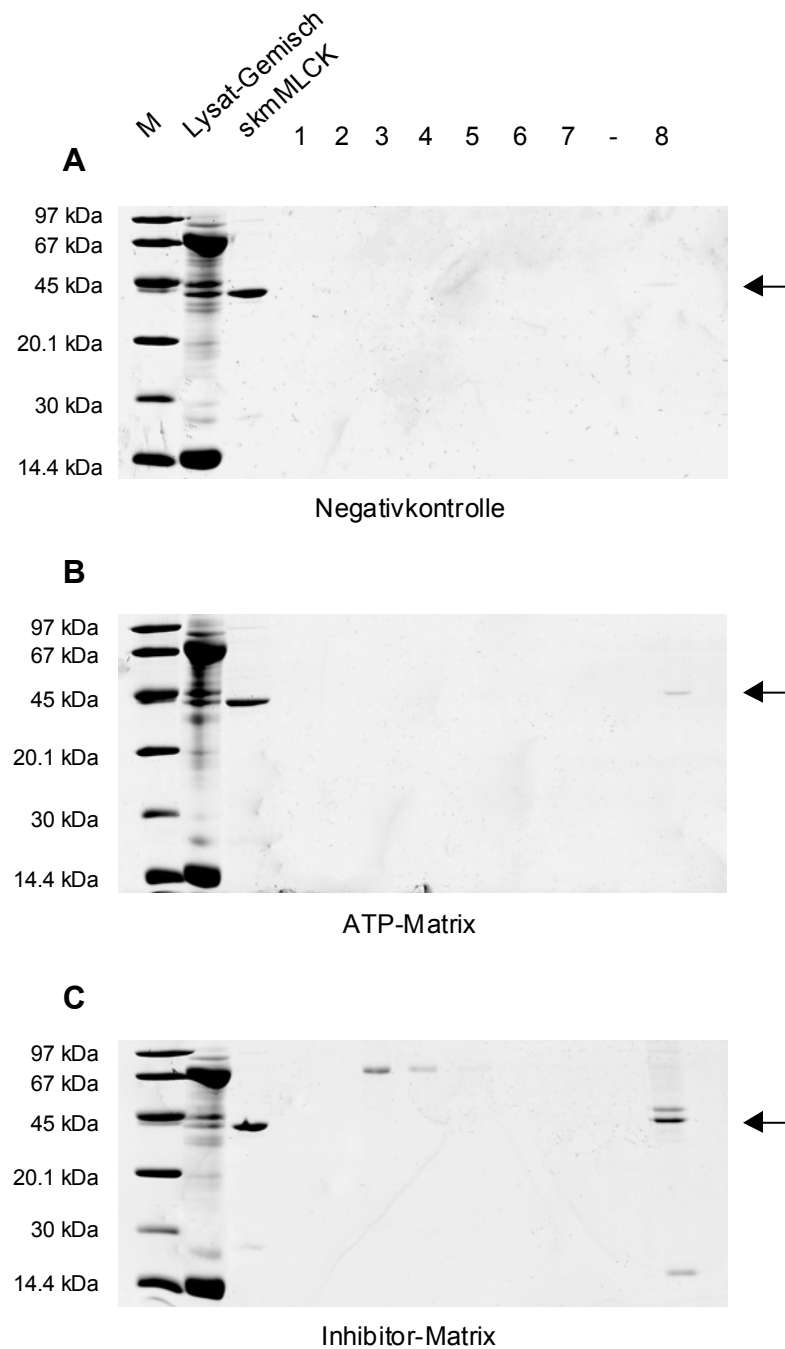 M Lysat-Gemisch skmMLCK 1 2 3 4 5 6 7 - 8
A
97 kDa
67 kDa
45 kDa
20.1 kDa
30 kDa
14.4 kDa
Negativkontrolle
B
97 kDa
67 kDa
45 kDa
20.1 kDa
30 kDa
14.4 kDa
ATP-Matrix
C
97 kDa
67 kDa
45 kDa
20.1 kDa
30 kDa
14.4 kDa
Inhibitor-Matrix